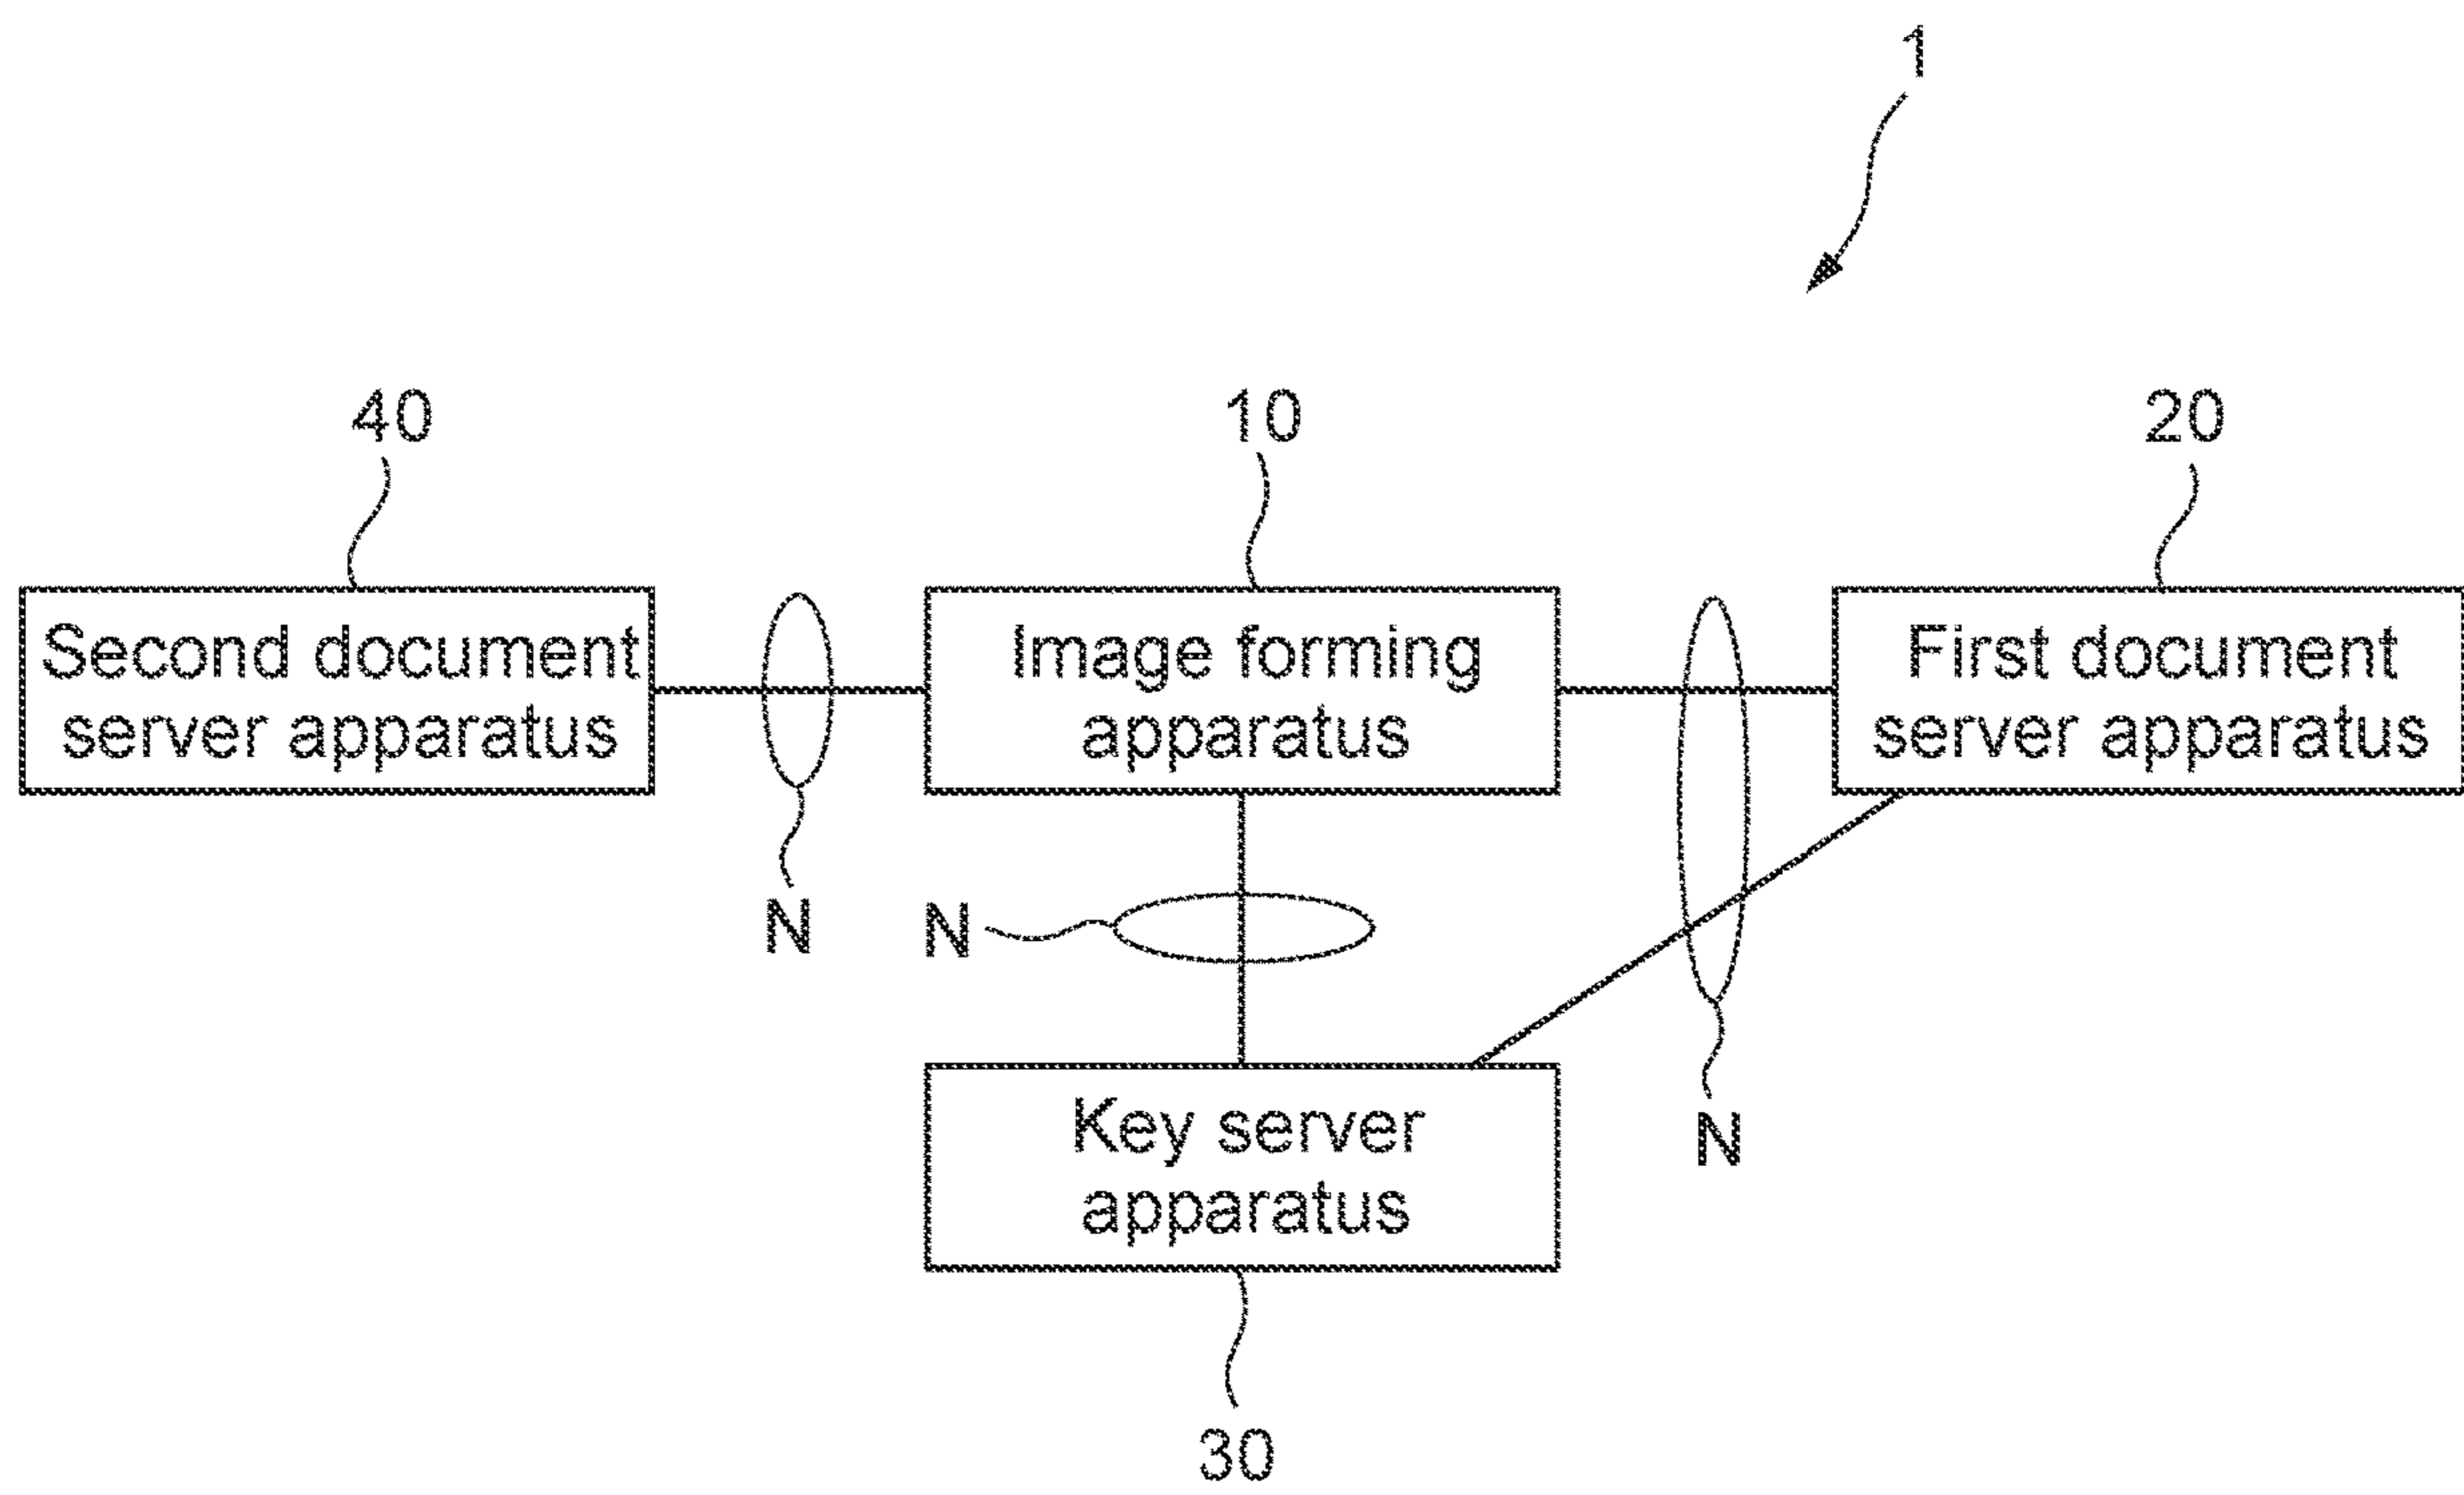 1
40
10
20
Second document
server apparatus
Image forming
apparatus
First document
server apparatus
N
N
N
Key server
apparatus
30